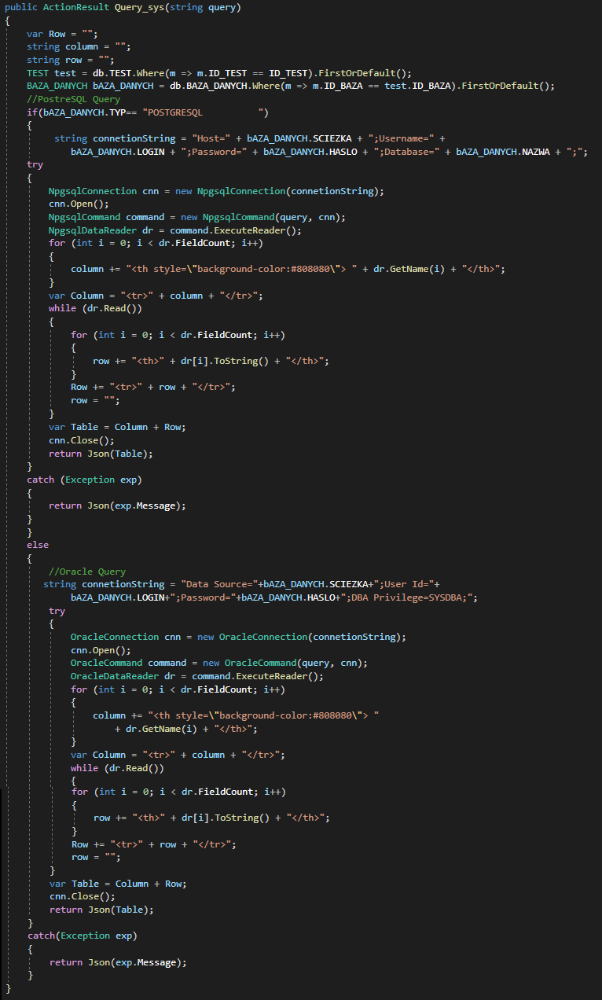 public ActionResult Query_sys(string query)
{
    var Row = "";
    string column = "";
    string row = "";
    TEST test = db.TEST.Where(m => m.ID_TEST == ID_TEST).FirstOrDefault();
    BAZA_DANYCH bAZA_DANYCH = db.BAZA_DANYCH.Where(m => m.ID_BAZA == test.ID_BAZA).FirstOrDefault();
    //PostreSQL Query
    if(bAZA_DANYCH.TYP== "POSTGRESQL          ")
    {
         string connetionString = "Host=" + bAZA_DANYCH.SCIEZKA + ";Username=" +
            bAZA_DANYCH.LOGIN + ";Password=" + bAZA_DANYCH.HASLO + ";Database=" + bAZA_DANYCH.NAZWA + ";";
    try
    {
        NpgsqlConnection cnn = new NpgsqlConnection(connetionString);
        cnn.Open();
        NpgsqlCommand command = new NpgsqlCommand(query, cnn);
        NpgsqlDataReader dr = command.ExecuteReader();
        for (int i = 0; i < dr.FieldCount; i++)
        {
            column += "<th style=\"background-color:#808080\"> " + dr.GetName(i) + "</th>";
        }
        var Column = "<tr>" + column + "</tr>";
        while (dr.Read())
        {
            for (int i = 0; i < dr.FieldCount; i++)
            {
                row += "<th>" + dr[i].ToString() + "</th>";
            }
            Row += "<tr>" + row + "</tr>";
            row = "";
        }
        var Table = Column + Row;
        cnn.Close();
        return Json(Table);
    }
    catch (Exception exp)
    {
        return Json(exp.Message);
    }
    }
    else
    {
        //Oracle Query
       string connetionString = "Data Source="+bAZA_DANYCH.SCIEZKA+";User Id="+
            bAZA_DANYCH.LOGIN+";Password="+bAZA_DANYCH.HASLO+";DBA Privilege=SYSDBA;";
        try
        {
            OracleConnection cnn = new OracleConnection(connetionString);
            cnn.Open();
            OracleCommand command = new OracleCommand(query, cnn);
            OracleDataReader dr = command.ExecuteReader();
            for (int i = 0; i < dr.FieldCount; i++)
            {
                column += "<th style=\"background-color:#808080\"> "
                    + dr.GetName(i) + "</th>";
            }
            var Column = "<tr>" + column + "</tr>";
            while (dr.Read())
            {
            for (int i = 0; i < dr.FieldCount; i++)
            {
                row += "<th>" + dr[i].ToString() + "</th>";
            }
            Row += "<tr>" + row + "</tr>";
            row = "";
        }
        var Table = Column + Row;
        cnn.Close();
        return Json(Table);
    }
    catch(Exception exp)
    {
        return Json(exp.Message);
    }
}